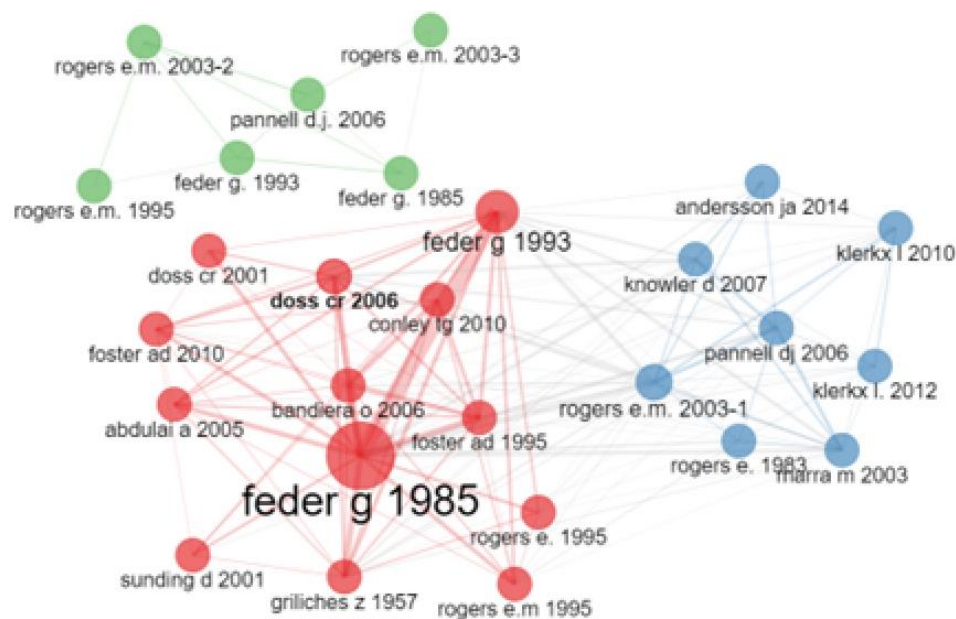 rogers e.m. 2003-3
rogers e.m. 2003-2
pannell d.j. 2006
feder g. 1993
feder g. 1985
rogers e.m. 1995
andersson ja 2014
feder g 1993
klerkx l 2010
doss cr 2001
knowler d 2007
doss cr 2006
conley tg 2010
foster ad 2010
pannell dj 2006
klerkx l. 2012
bandiera o 2006
rogers e.m. 2003-1
abdulai a 2005
foster ad 1995
rogers e. 1983
marra m 2003
feder g 1985
rogers e. 1995
sunding d 2001
griliches z 1957
rogers e.m 1995